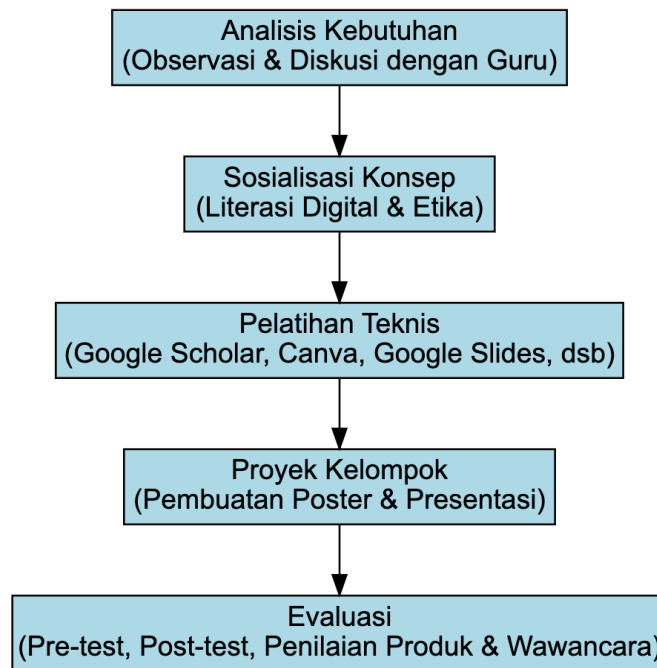 Analisis Kebutuhan
(Observasi & Diskusi dengan Guru)
Sosialisasi Konsep
(Literasi Digital & Etika)
Pelatihan Teknis
(Google Scholar, Canva, Google Slides, dsb)
Proyek Kelompok
(Pembuatan Poster & Presentasi)
Evaluasi
(Pre-test, Post-test, Penilaian Produk & Wawancara)